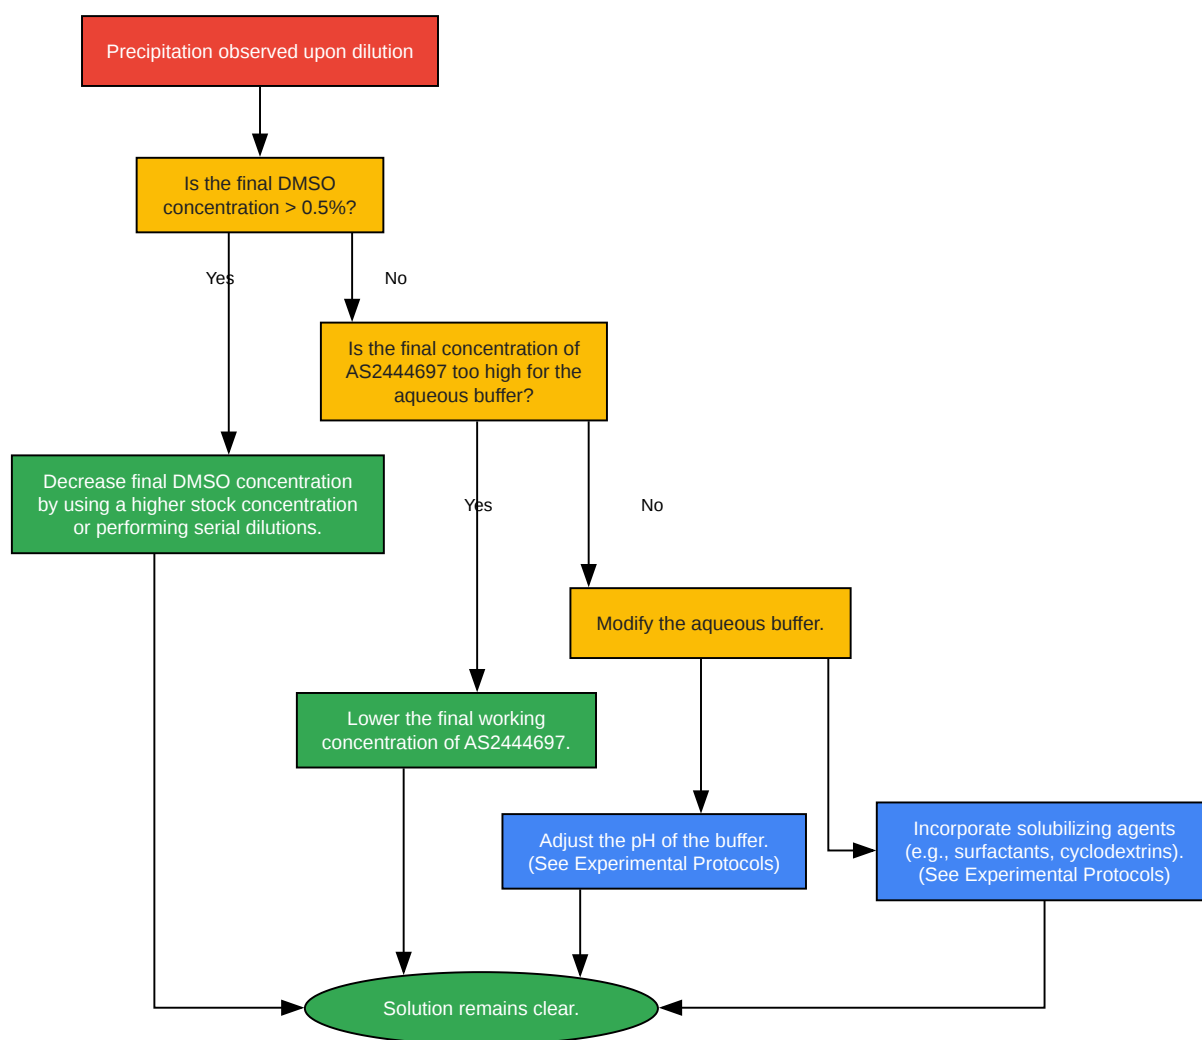 Precipitation observed upon dilution
Is the final DMSO
concentration > 0.5%?
Yes
No
Is the final concentration of
AS2444697 too high for the
aqueous buffer?
Decrease final DMSO concentration
by using a higher stock concentration
or performing serial dilutions.
Yes
No
Modify the aqueous buffer.
Lower the final working
concentration of AS2444697.
Adjust the pH of the buffer.
(See Experimental Protocols)
Incorporate solubilizing agents
(e.g., surfactants, cyclodextrins).
(See Experimental Protocols)
Solution remains clear.